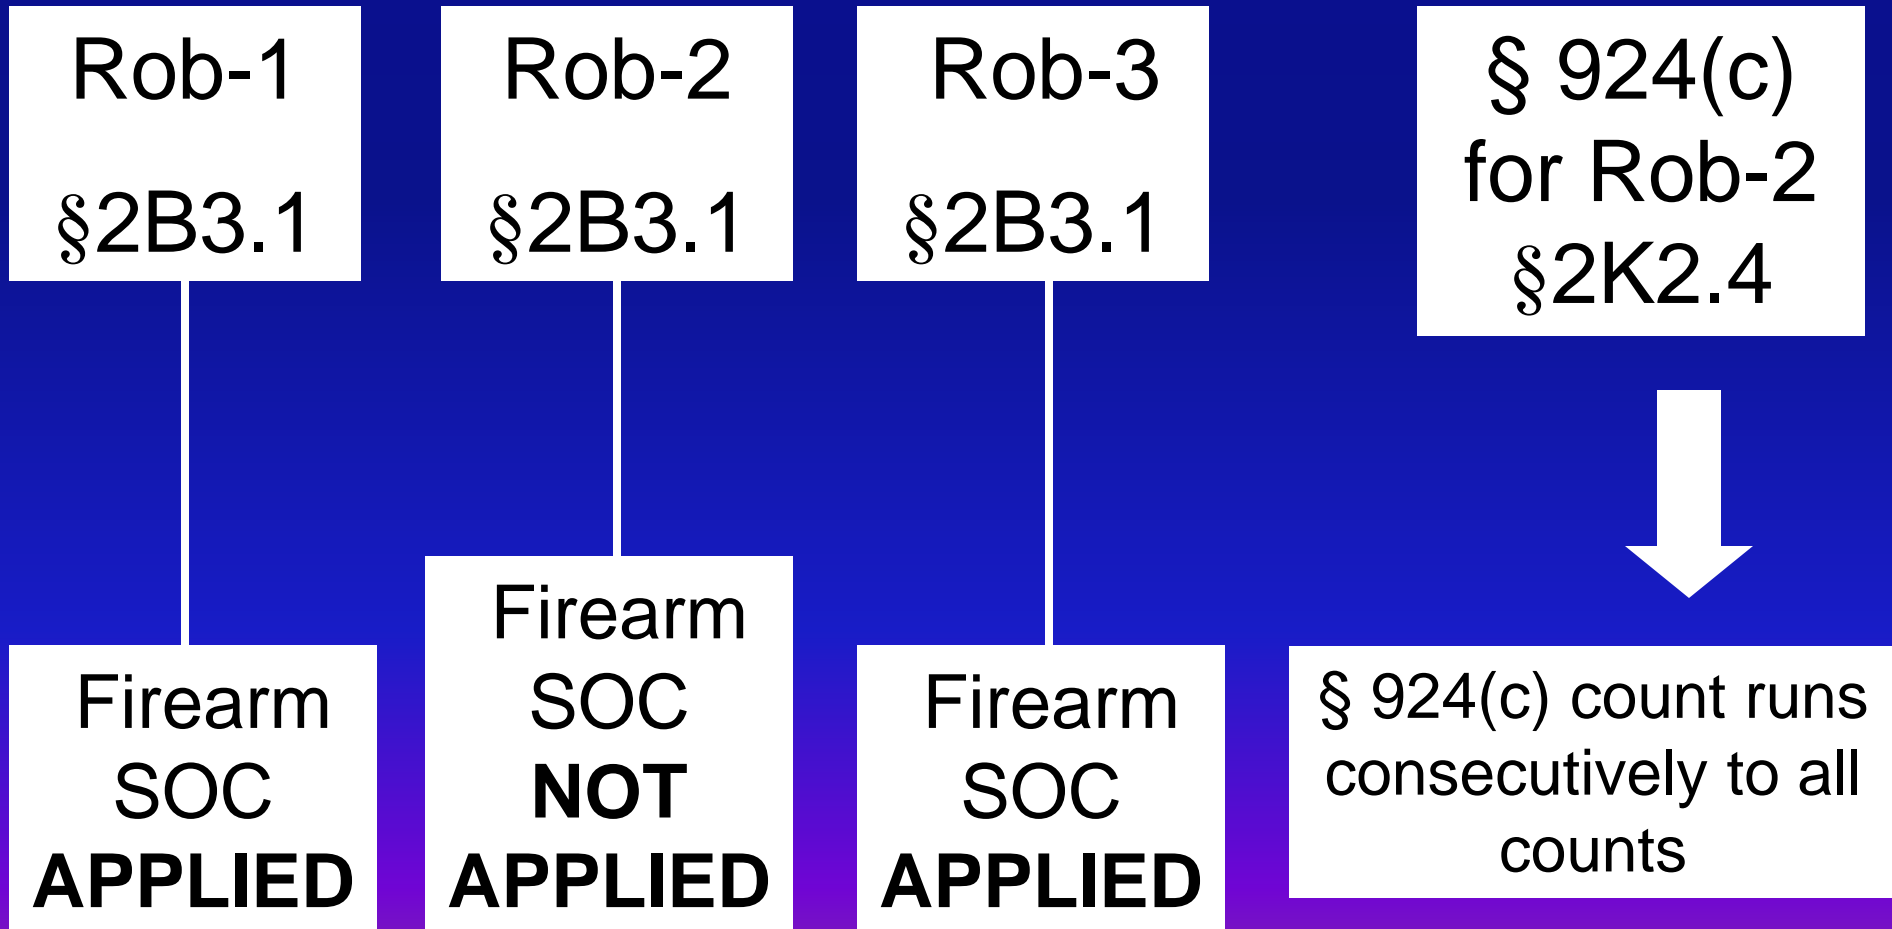 Rob-1
§2B3.1
Rob-2
§2B3.1
Rob-3
§2B3.1
§ 924(c)
for Rob-2
§2K2.4
Firearm
SOC
APPLIED
Firearm
SOC
NOT
APPLIED
Firearm
SOC
APPLIED
§ 924(c) count runs
consecutively to all
counts